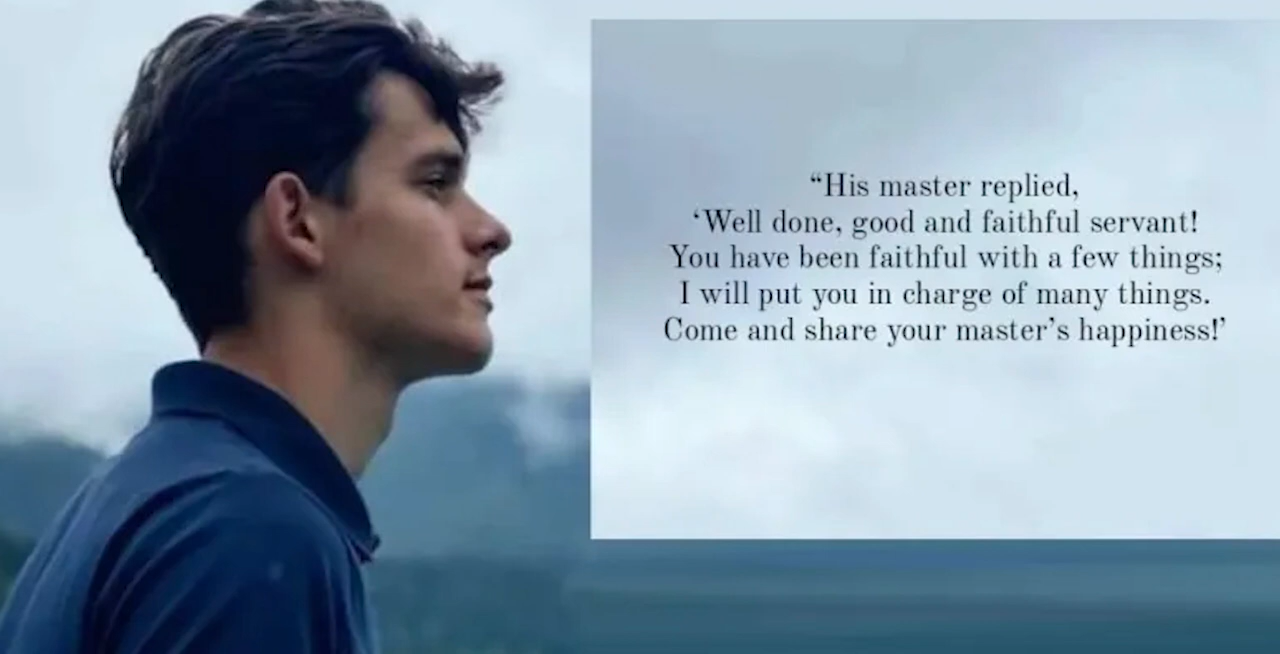 “His master replied,
‘Well done, good and faithful servant!
You have been faithful with a few things;
I will put you in charge of many things.
Come and share your master’s happiness!’